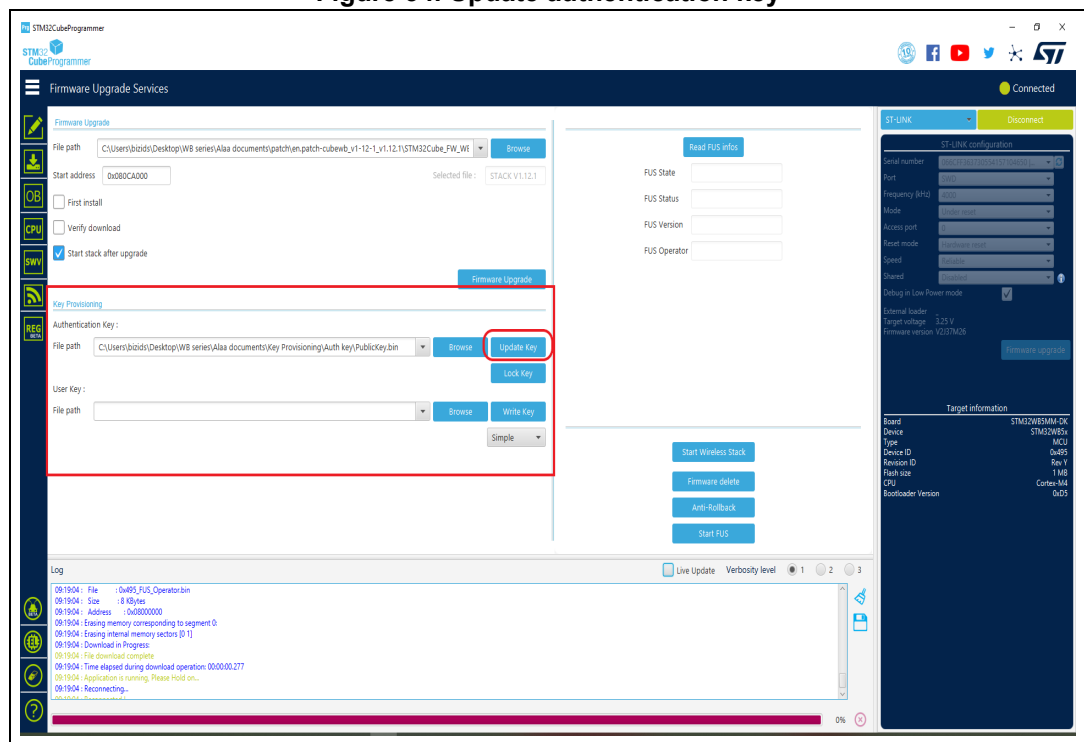 STM32CubeProgrammer
STM32
CubeProgrammer
Firmware Upgrade Services
Connected
Firmware Upgrade
File path C:\Users\bizids\Desktop\WB series\Alaa documents\patch\en.patch-cubewb_v1-12-1_v1.12.1\STM32Cube_FW_WE Browse
Start address 0x080CA000 Selected file : STACK V1.12.1
First install
Verify download
Start stack after upgrade
Firmware Upgrade
Key Provisioning
Authentication Key :
File path C:\Users\bizids\Desktop\WB series\Alaa documents\Key Provisioning\Auth key\PublicKey.bin Browse Update Key
Lock Key
User Key :
File path Browse Write Key
Simple
Read FUS infos
FUS State
FUS Status
FUS Version
FUS Operator
Start Wireless Stack
Firmware delete
Anti-Rollback
Start FUS
ST-LINK Disconnect
ST-LINK configuration
Serial number
Port SWD
Frequency (kHz) 4000
Mode Under reset
Access port 0
Reset mode Hardware reset
Speed Reliable
Shared Disabled
Debug in Low Power mode
External loader _
Target voltage 3.25 V
Firmware version V2J37M26
Firmware upgrade
Target information
Board STM32WB5MM-DK
Device STM32WB5x
Type MCU
Device ID 0x495
Revision ID Rev Y
Flash size 1 MB
CPU Cortex-M4
Bootloader Version 0xD5
OB
CPU
SWV
REG
BETA
Log
Live Update Verbosity level 1 2 3
09:19:04 : File : 0x495_FUS_Operator.bin
09:19:04 : Size : 8 KBytes
09:19:04 : Address : 0x08000000
09:19:04 : Erasing memory corresponding to segment 0:
09:19:04 : Erasing internal memory sectors [0 1]
09:19:04 : Download in Progress:
09:19:04 : File download complete
09:19:04 : Time elapsed during download operation: 00:00:00.277
09:19:04 : Application is running, Please Hold on...
09:19:04 : Reconnecting...
0%